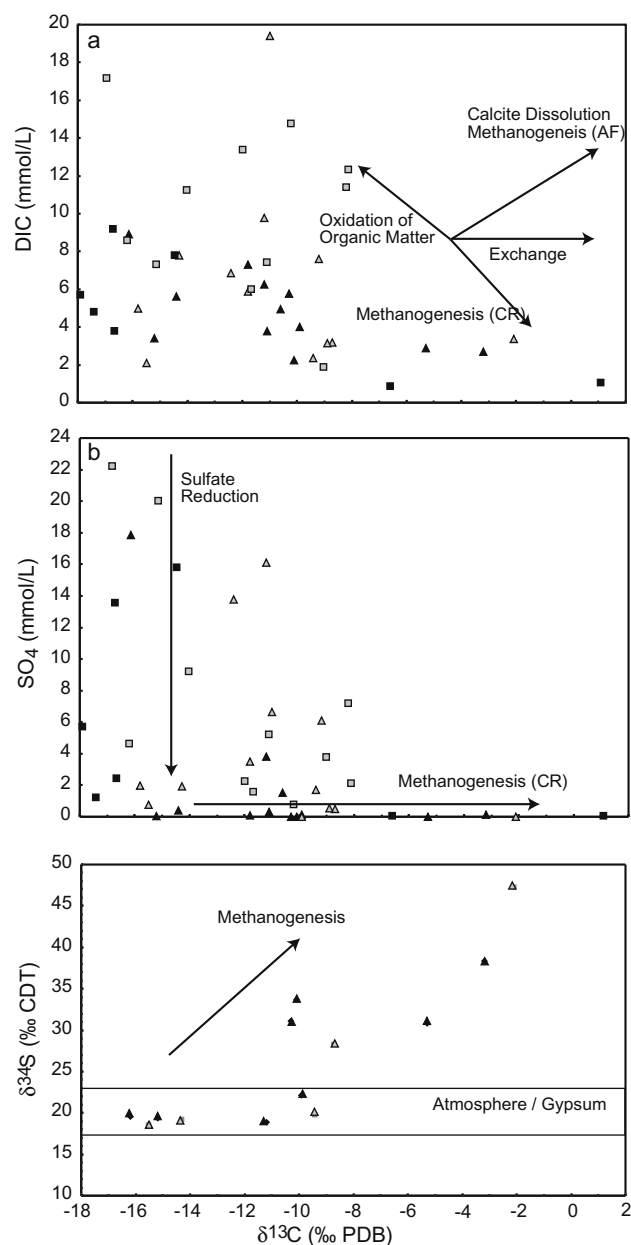 a
20
18
16
14
12
10
8
6
4
2
0
DIC (mmol/L)
Calcite Dissolution
Methanogeneis (AF)
Oxidation of
Organic Matter
Exchange
Methanogenesis (CR)
b
24
22
20
18
16
14
12
10
8
6
4
2
0
SO4 (mmol/L)
Sulfate
Reduction
Methanogenesis (CR)
50
45
40
35
30
25
20
15
10
δ34S (‰ CDT)
Methanogenesis
Atmosphere / Gypsum
-18 -16 -14 -12 -10 -8 -6 -4 -2 0 2
δ13C (‰ PDB)